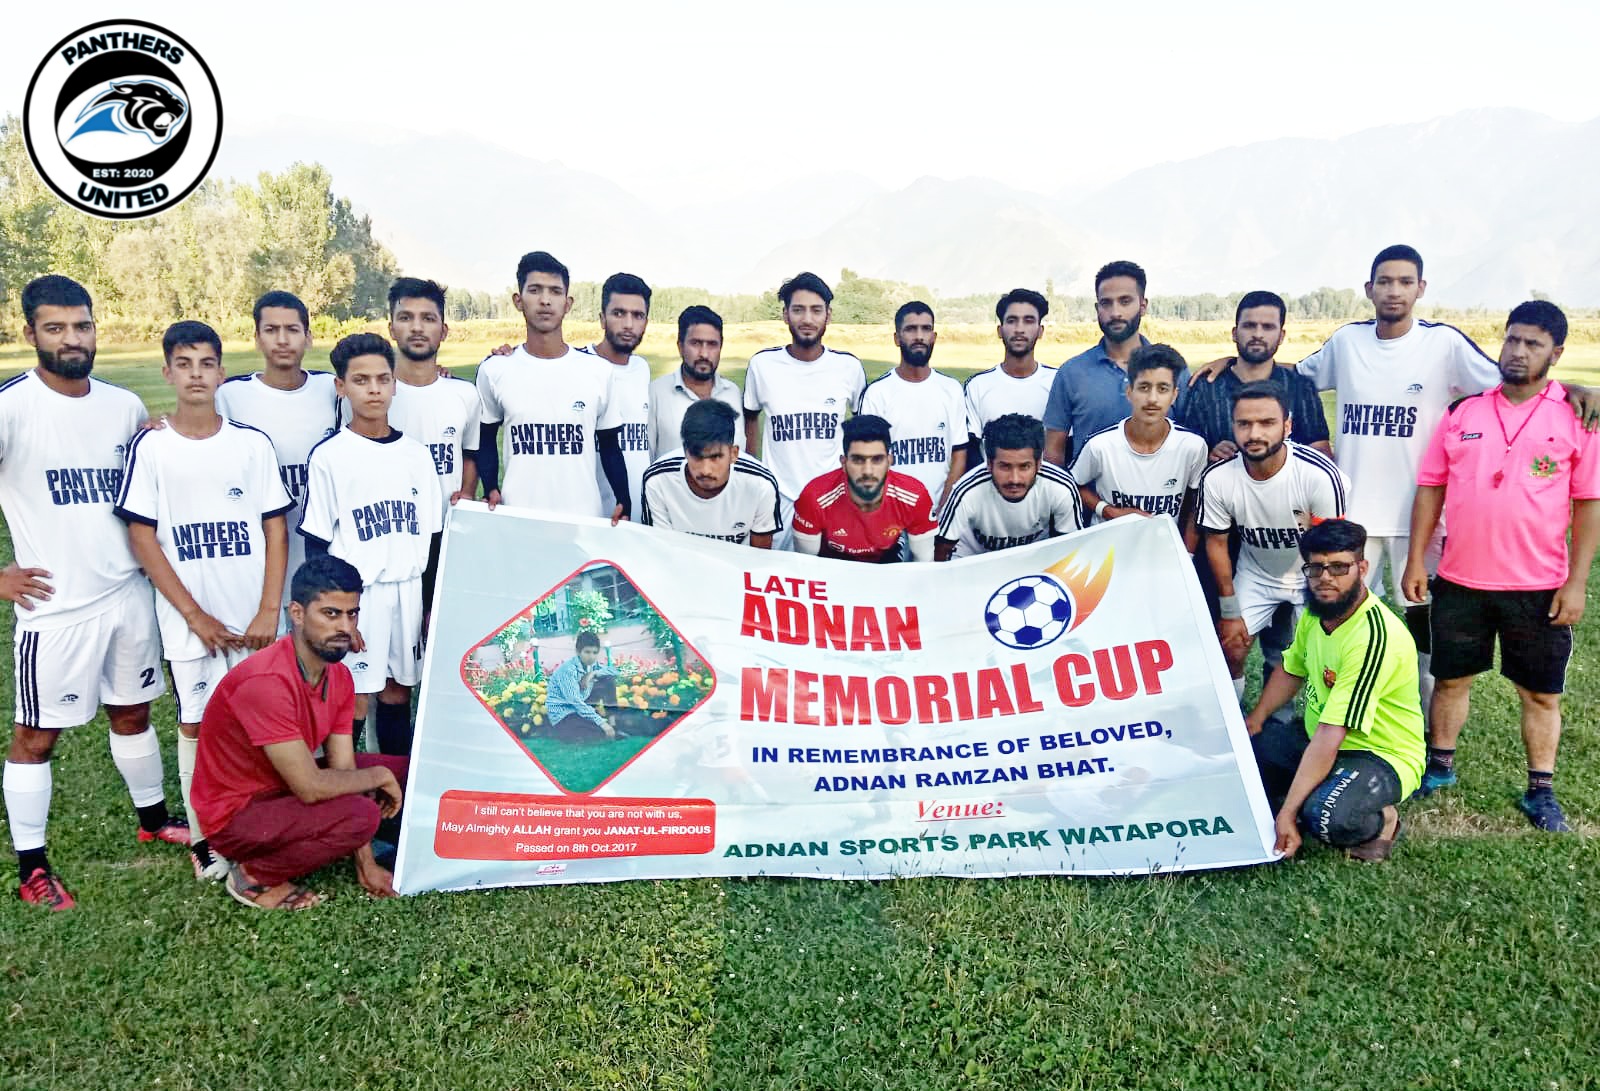 PANTHERS
EST: 2020
UNITED
PANTHERS
UNITED
2
PANTHERS
UNITED
PANTHERS
UNITED
PANTHERS
UNITED
PANTHERS
UNITED
LATE
ADNAN
MEMORIAL CUP
IN REMEMBRANCE OF BELOVED,
ADNAN RAMZAN BHAT.
Venue:
ADNAN SPORTS PARK WATAPORA
I still can't believe that you are not with us,
May Almighty ALLAH grant you JANAT-UL-FIRDOUS
Passed on 8th Oct.2017